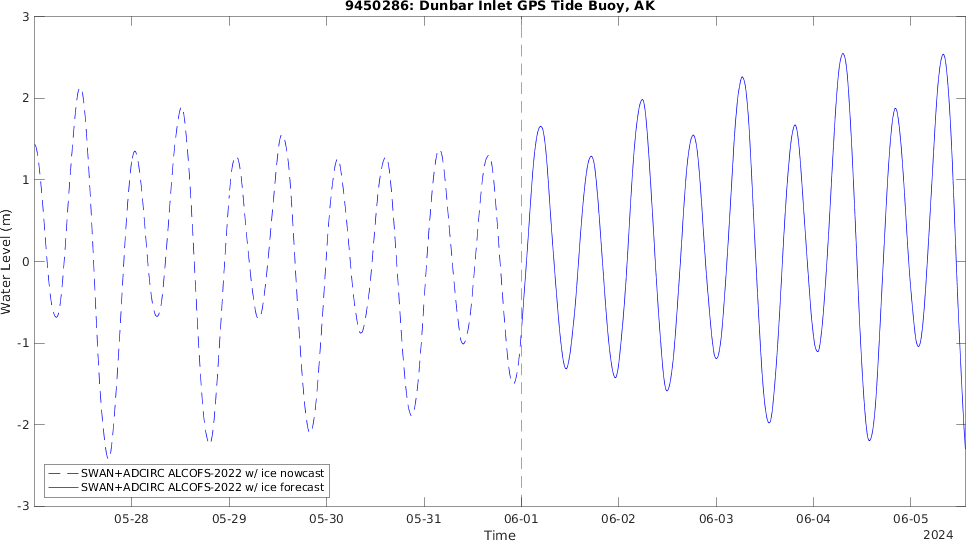 9450286: Dunbar Inlet GPS Tide Buoy, AK
3
2
1
0
-1
-2
-3
Water Level (m)
SWAN+ADCIRC ALCOFS-2022 w/ ice nowcast
SWAN+ADCIRC ALCOFS-2022 w/ ice forecast
05-28 05-29 05-30 05-31 06-01 06-02 06-03 06-04 06-05
Time
2024